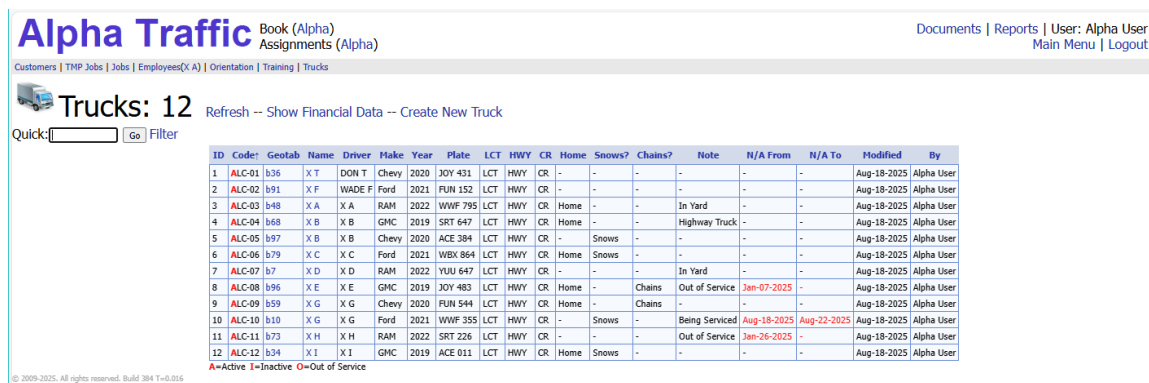 Alpha Traffic Book (Alpha)
Assignments (Alpha)
Documents | Reports | User: Alpha User
Main Menu | Logout
Customers | TMP Jobs | Jobs | Employees(X A) | Orientation | Training | Trucks
Trucks: 12 Refresh -- Show Financial Data -- Create New Truck
Quick: Go Filter
ID Code↑ Geotab Name Driver Make Year Plate LCT HWY CR Home Snows? Chains? Note N/A From N/A To Modified By
1 ALC-01 b36 X T DON T Chevy 2020 JOY 431 LCT HWY CR - - - - - - Aug-18-2025 Alpha User
2 ALC-02 b91 X F WADE F Ford 2021 FUN 152 LCT HWY CR - - - - - - Aug-18-2025 Alpha User
3 ALC-03 b48 X A X A RAM 2022 WWF 795 LCT HWY CR Home - - In Yard - - Aug-18-2025 Alpha User
4 ALC-04 b68 X B X B GMC 2019 SRT 647 LCT HWY CR Home - - Highway Truck - - Aug-18-2025 Alpha User
5 ALC-05 b97 X B X B Chevy 2020 ACE 384 LCT HWY CR - Snows - - - - Aug-18-2025 Alpha User
6 ALC-06 b79 X C X C Ford 2021 WBX 864 LCT HWY CR Home Snows - - - - Aug-18-2025 Alpha User
7 ALC-07 b7 X D X D RAM 2022 YUU 647 LCT HWY CR - - - In Yard - - Aug-18-2025 Alpha User
8 ALC-08 b96 X E X E GMC 2019 JOY 483 LCT HWY CR Home - Chains Out of Service Jan-07-2025 - Aug-18-2025 Alpha User
9 ALC-09 b59 X G X G Chevy 2020 FUN 544 LCT HWY CR Home - Chains - - - Aug-18-2025 Alpha User
10 ALC-10 b10 X G X G Ford 2021 WWF 355 LCT HWY CR - Snows - Being Serviced Aug-18-2025 Aug-22-2025 Aug-18-2025 Alpha User
11 ALC-11 b73 X H X H RAM 2022 SRT 226 LCT HWY CR - - - Out of Service Jan-26-2025 - Aug-18-2025 Alpha User
12 ALC-12 b34 X I X I GMC 2019 ACE 011 LCT HWY CR Home Snows - - - - Aug-18-2025 Alpha User
A=Active I=Inactive O=Out of Service
© 2009-2025. All rights reserved. Build 384 T=0.016